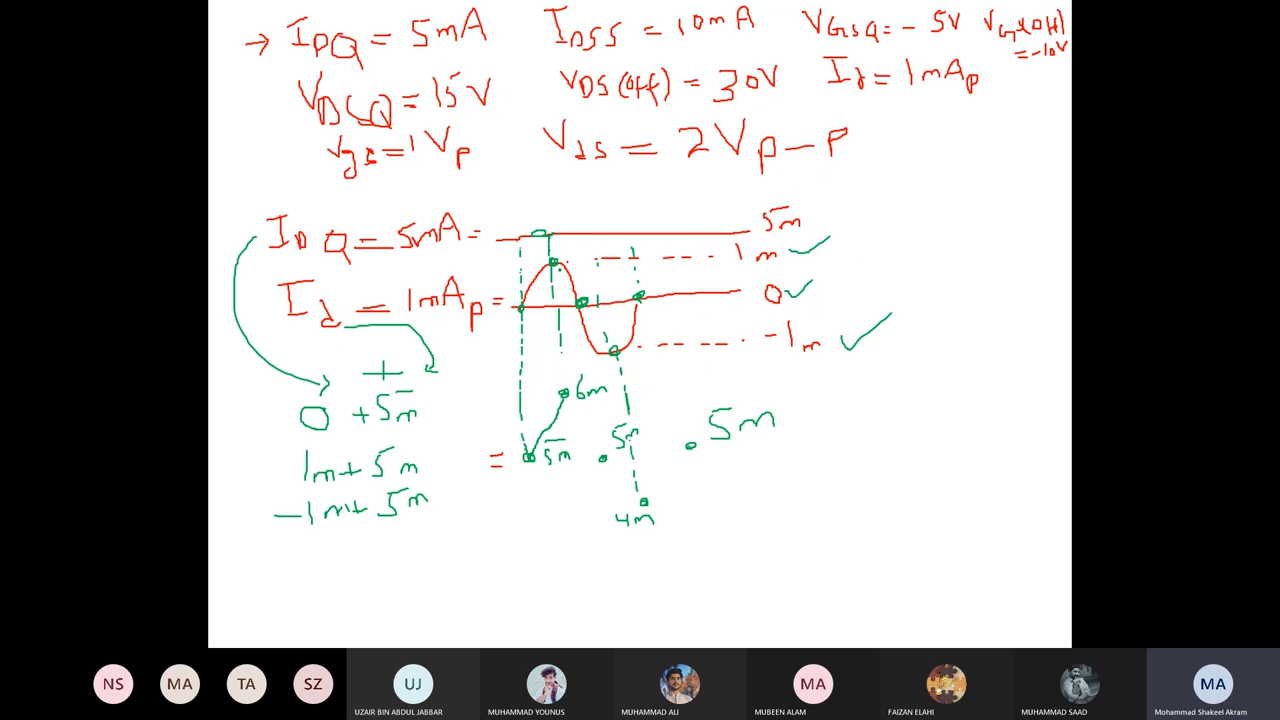 → IDQ = 5mA IDSS = 10mA VGSQ = - 5V VGS(OFF) = -10V
VDSQ = 15V VDS(OFF) = 30V Id = 1mAp
Vgs = 1Vp Vds = 2Vp-p
IDQ = 5mA = 5m
1m
Id = 1mAp = 0
-1m
+
6m
0 + 5m
5m 5m
1m + 5m = 5m
-1m + 5m
4m
NS MA TA SZ UJ MA MA
UZAIR BIN ABDUL JABBAR MUHAMMAD YOUNUS MUHAMMAD ALI MUBEEN ALAM FAIZAN ELAHI MUHAMMAD SAAD Mohammad Shakeel Akram